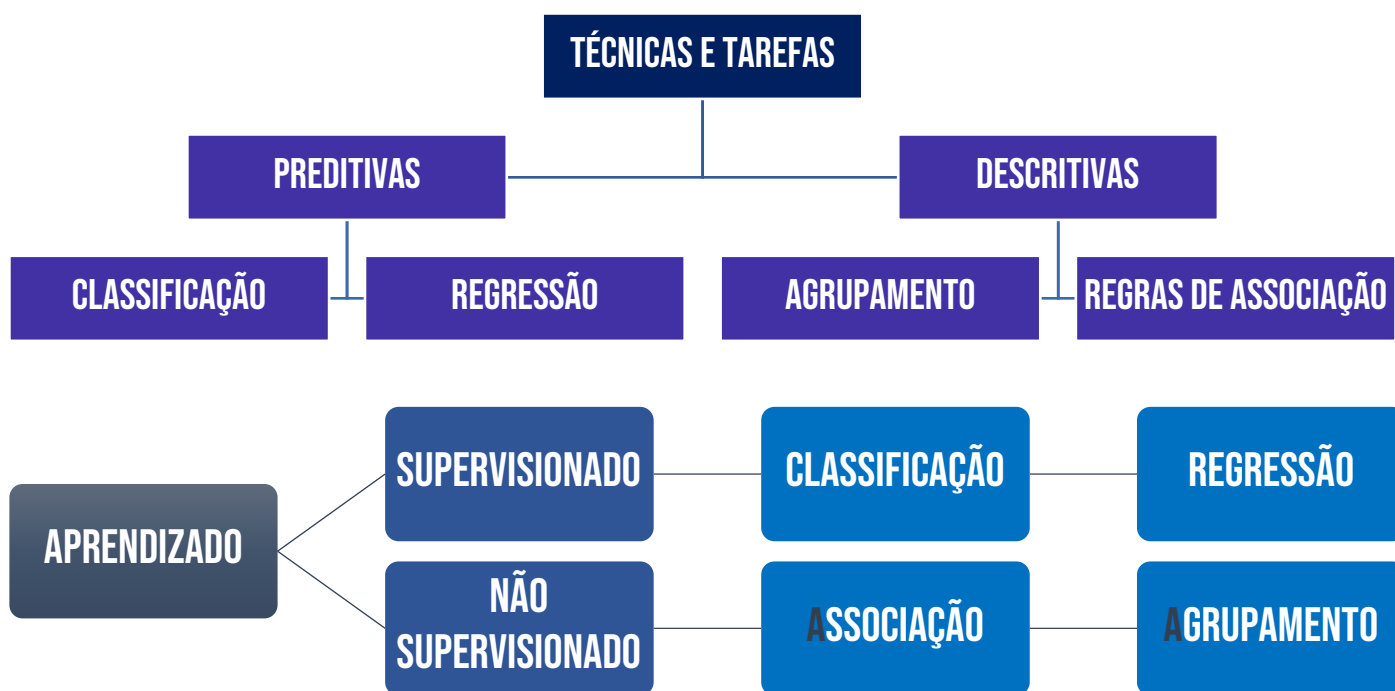 TÉCNICAS E TAREFAS
PREDITIVAS
DESCRITIVAS
CLASSIFICAÇÃO
REGRESSÃO
AGRUPAMENTO
REGRAS DE ASSOCIAÇÃO
SUPERVISIONADO
CLASSIFICAÇÃO
REGRESSÃO
APRENDIZADO
NÃO
SUPERVISIONADO
ASSOCIAÇÃO
AGRUPAMENTO